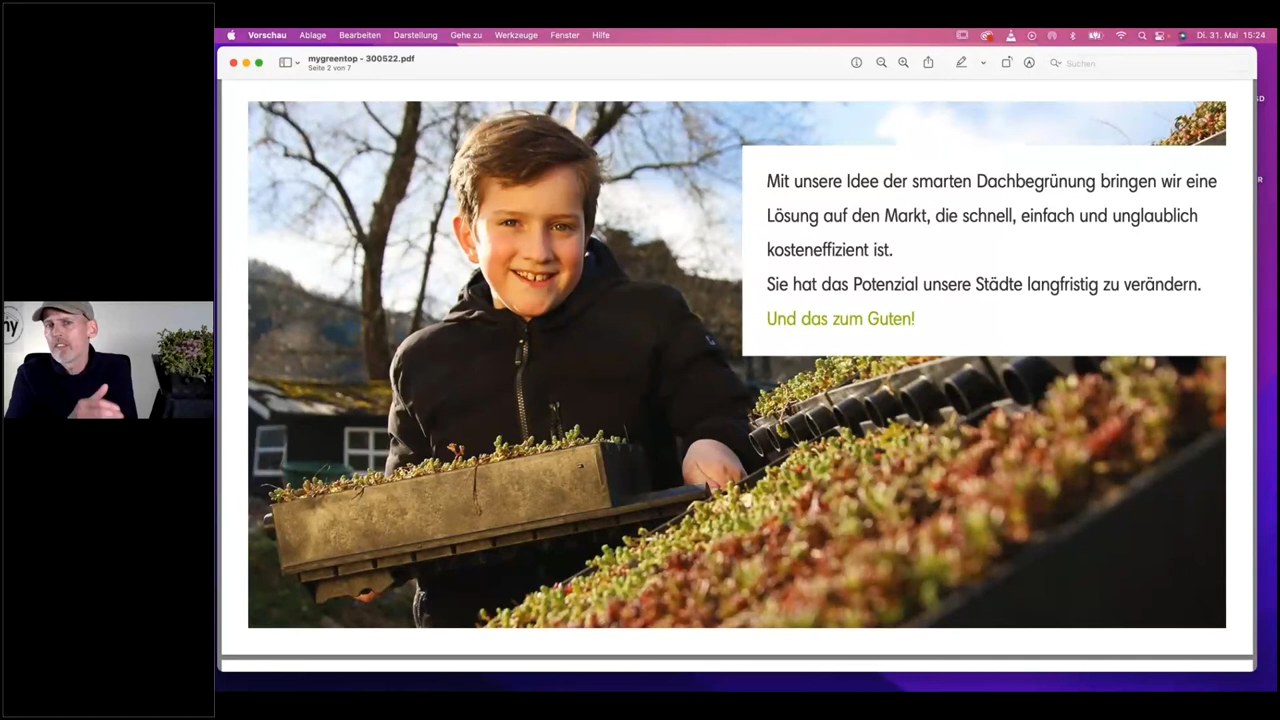 Vorschau Ablage Bearbeiten Darstellung Gehe zu Werkzeuge Fenster Hilfe
Di. 31. Mai 15:24
mygreentop - 300522.pdf
Seite 2 von 7
Suchen
Mit unsere Idee der smarten Dachbegrünung bringen wir eine
Lösung auf den Markt, die schnell, einfach und unglaublich
kosteneffizient ist.
Sie hat das Potenzial unsere Städte langfristig zu verändern.
Und das zum Guten!